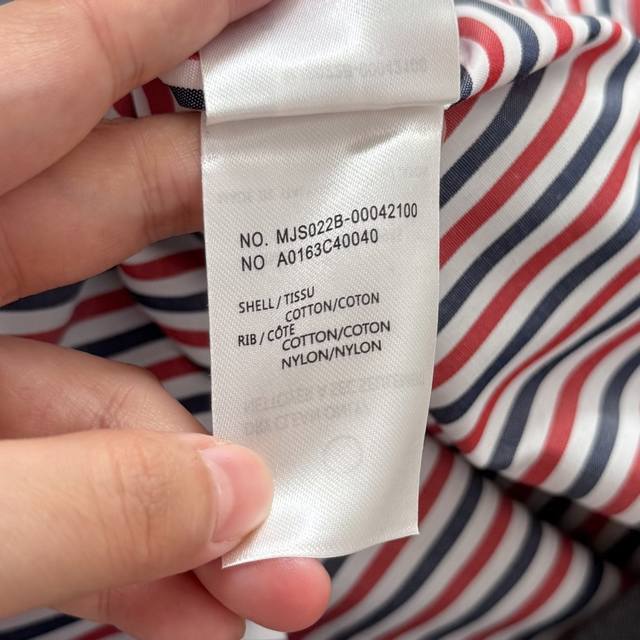 NO. MJS022B-00042100
NO A0163C40040
SHELL/TISSU
COTTON/COTON
RIB/CÔTE
COTTON/COTON
NYLON/NYLON